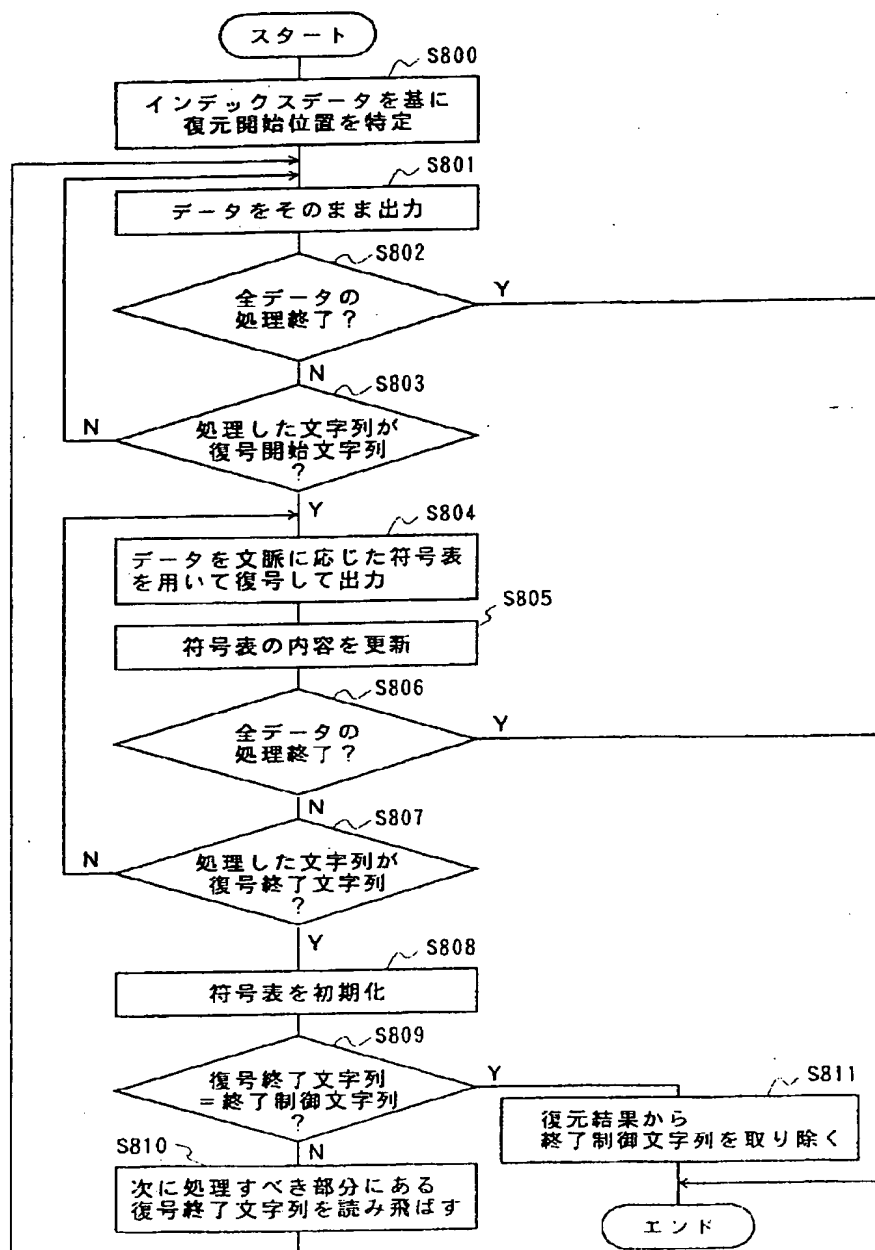 スタート
S800
インデックスデータを基に
復元開始位置を特定
S801
データをそのまま出力
S802
全データの
処理終了?
Y
N
S803
処理した文字列が
復号開始文字列
?
N
Y
S804
データを文脈に応じた符号表
を用いて復号して出力
S805
符号表の内容を更新
S806
全データの
処理終了?
Y
N
S807
処理した文字列が
復号終了文字列
?
N
Y
S808
符号表を初期化
S809
復号終了文字列
=終了制御文字列
?
Y
N
S811
復元結果から
終了制御文字列を取り除く
S810
次に処理すべき部分にある
復号終了文字列を読み飛ばす
エンド